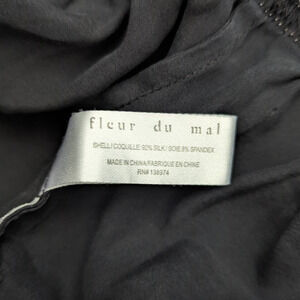 fleur du mal
SHELL/COQUILLE: 92% SILK / SOIE 8% SPANDEX
MADE IN CHINA/FABRIQUE EN CHINE
RN# 138974